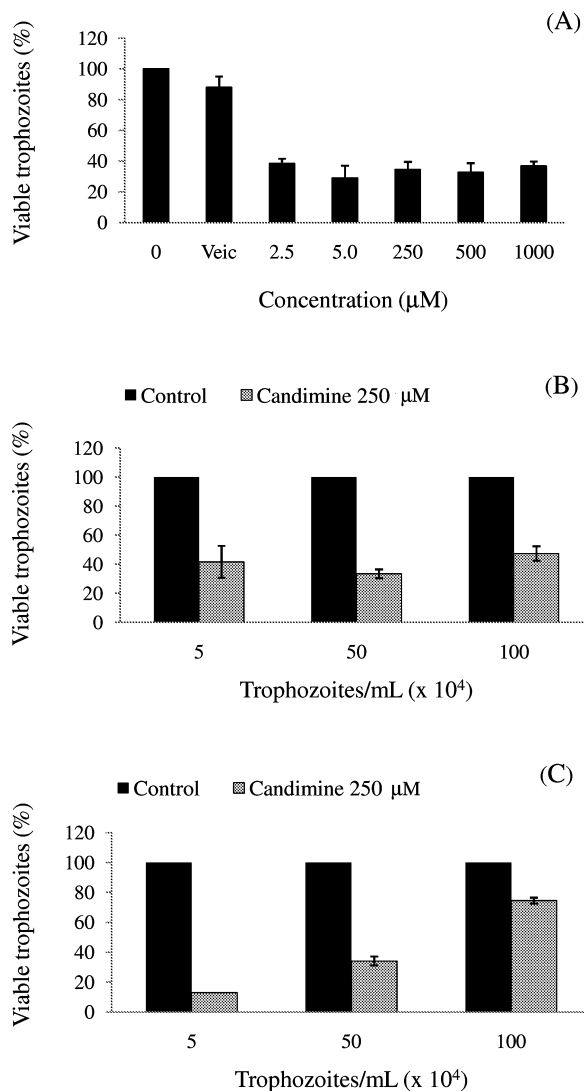 (A)
Viable trophozoites (%)
120
100
80
60
40
20
0
0 Veic 2.5 5.0 250 500 1000
Concentration (μM)
(B)
Control Candimine 250 μM
Viable trophozoites (%)
120
100
80
60
40
20
0
5 50 100
Trophozoites/mL (x 10⁴)
(C)
Control Candimine 250 μM
Viable trophozoites (%)
120
100
80
60
40
20
0
5 50 100
Trophozoites/mL (x 10⁴)